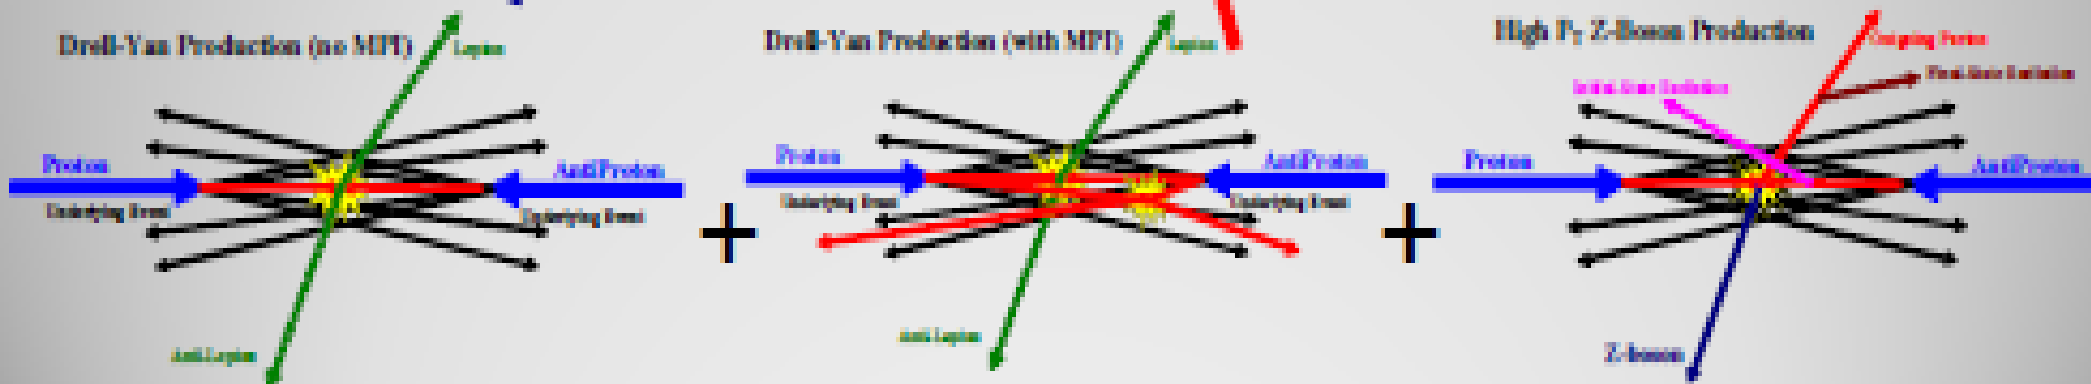 Drell-Yan Production (no MPI)
Lepton
Proton
AntiProton
Underlying Event
Underlying Event
Anti-Lepton
+
Drell-Yan Production (with MPI)
Lepton
Proton
AntiProton
Underlying Event
Underlying Event
Anti-Lepton
+
High PT Z-Boson Production
Outgoing Parton
Initial-State Radiation
Final-State Radiation
Proton
AntiProton
Z-boson